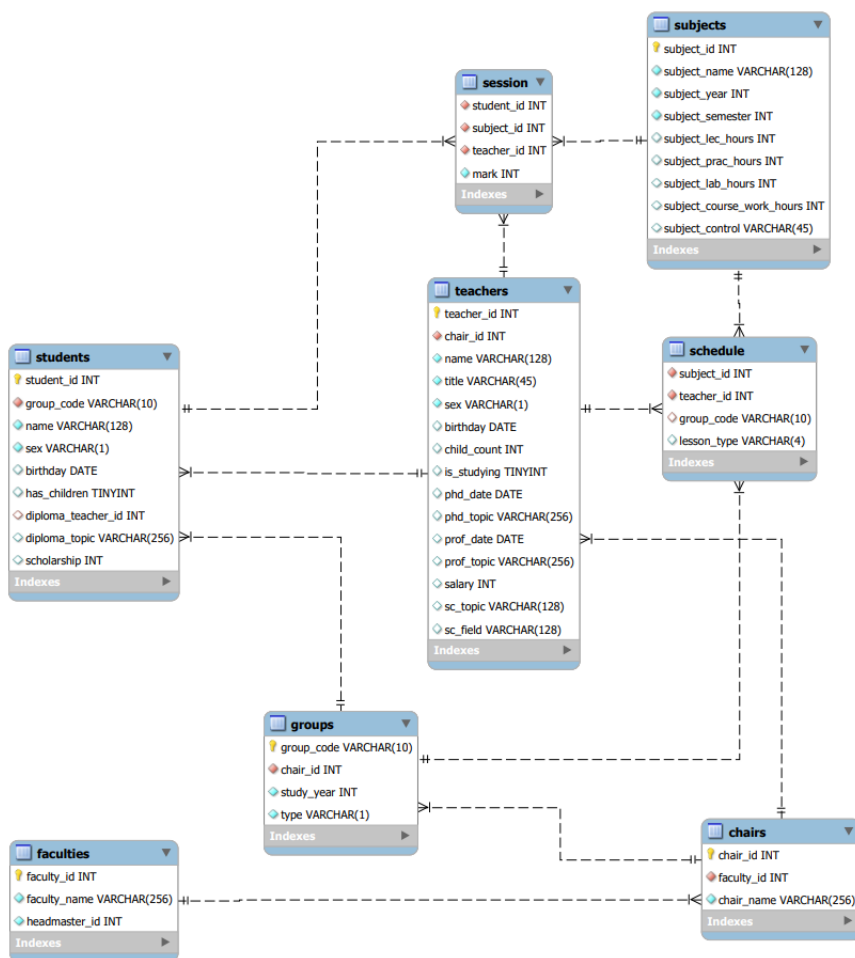 subjects
subject_id INT
subject_name VARCHAR(128)
subject_year INT
subject_semester INT
subject_lec_hours INT
subject_prac_hours INT
subject_lab_hours INT
subject_course_work_hours INT
subject_control VARCHAR(45)
Indexes
session
student_id INT
subject_id INT
teacher_id INT
mark INT
Indexes
teachers
teacher_id INT
chair_id INT
name VARCHAR(128)
title VARCHAR(45)
sex VARCHAR(1)
birthday DATE
child_count INT
is_studying TINYINT
phd_date DATE
phd_topic VARCHAR(256)
prof_date DATE
prof_topic VARCHAR(256)
salary INT
sc_topic VARCHAR(128)
sc_field VARCHAR(128)
Indexes
students
student_id INT
group_code VARCHAR(10)
name VARCHAR(128)
sex VARCHAR(1)
birthday DATE
has_children TINYINT
diploma_teacher_id INT
diploma_topic VARCHAR(256)
scholarship INT
Indexes
schedule
subject_id INT
teacher_id INT
group_code VARCHAR(10)
lesson_type VARCHAR(4)
Indexes
groups
group_code VARCHAR(10)
chair_id INT
study_year INT
type VARCHAR(1)
Indexes
faculties
faculty_id INT
faculty_name VARCHAR(256)
headmaster_id INT
Indexes
chairs
chair_id INT
faculty_id INT
chair_name VARCHAR(256)
Indexes